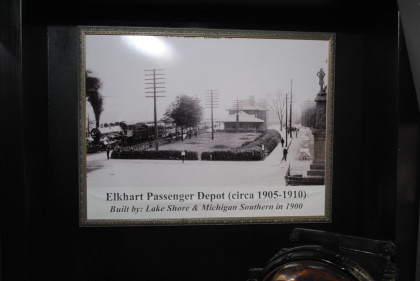 Elkhart Passenger Depot (circa 1905-1910)
Built by: Lake Shore & Michigan Southern in 1900